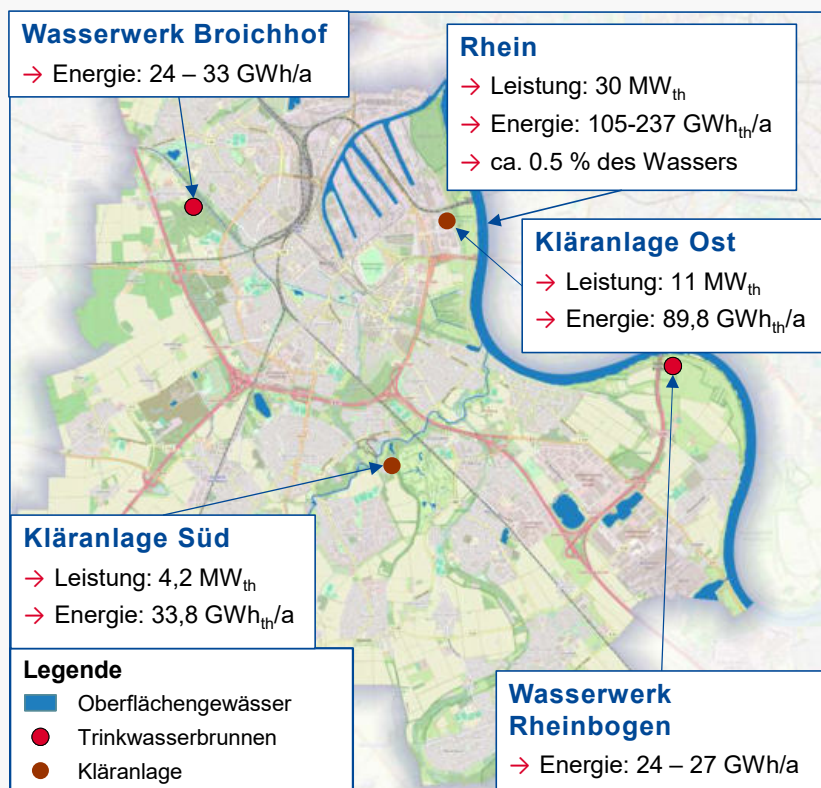 Wasserwerk Broichhof
→ Energie: 24 – 33 GWh/a
Rhein
→ Leistung: 30 MWth
→ Energie: 105-237 GWhth/a
→ ca. 0.5 % des Wassers
Kläranlage Ost
→ Leistung: 11 MWth
→ Energie: 89,8 GWhth/a
Kläranlage Süd
→ Leistung: 4,2 MWth
→ Energie: 33,8 GWhth/a
Legende
Oberflächengewässer
Trinkwasserbrunnen
Kläranlage
Wasserwerk
Rheinbogen
→ Energie: 24 – 27 GWh/a